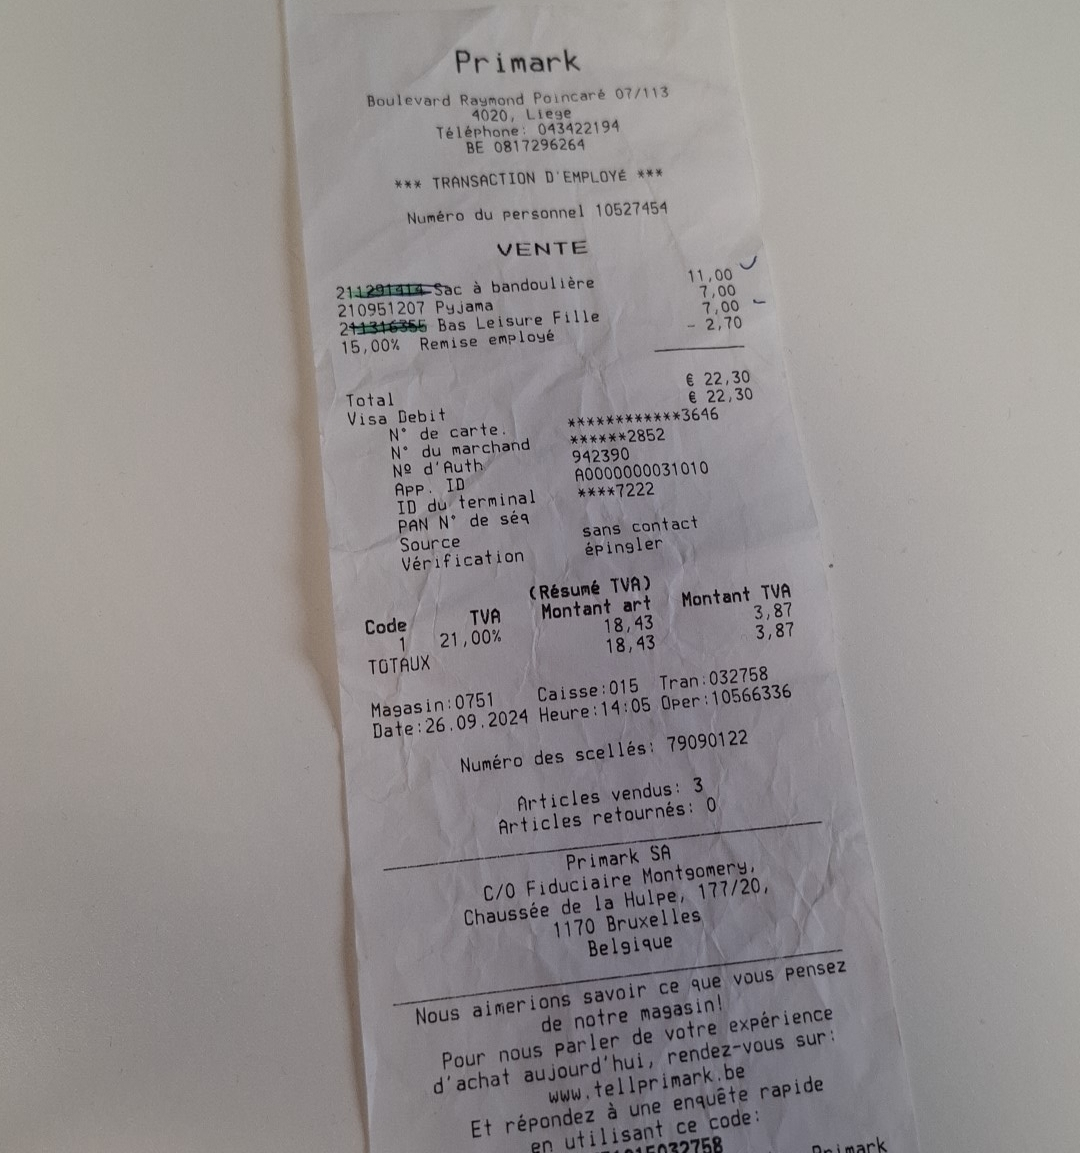 Primark
Boulevard Raymond Poincaré 07/113
4020, Liege
Téléphone: 043422194
BE 0817296264
*** TRANSACTION D'EMPLOYÉ ***
Numéro du personnel 10527454
VENTE
211291414 Sac à bandoulière 11,00
210951207 Pyjama 7,00
211316355 Bas Leisure Fille 7,00
15,00% Remise employé - 2,70
Total € 22,30
Visa Debit € 22,30
N° de carte. ************3646
N° du marchand ******2852
Nº d'Auth 942390
App. ID A0000000031010
ID du terminal ****7222
PAN N° de séq
Source sans contact
Vérification épingler
(Résumé TVA)
Code TVA Montant art Montant TVA
1 21,00% 18,43 3,87
TOTAUX 18,43 3,87
Magasin:0751 Caisse:015 Tran:032758
Date:26.09.2024 Heure:14:05 Oper:10566336
Numéro des scellés: 79090122
Articles vendus: 3
Articles retournés: 0
Primark SA
C/O Fiduciaire Montgomery,
Chaussée de la Hulpe, 177/20,
1170 Bruxelles
Belgique
Nous aimerions savoir ce que vous pensez
de notre magasin!
Pour nous parler de votre expérience
d'achat aujourd'hui, rendez-vous sur:
www.tellprimark.be
Et répondez à une enquête rapide
en utilisant ce code:
Primark